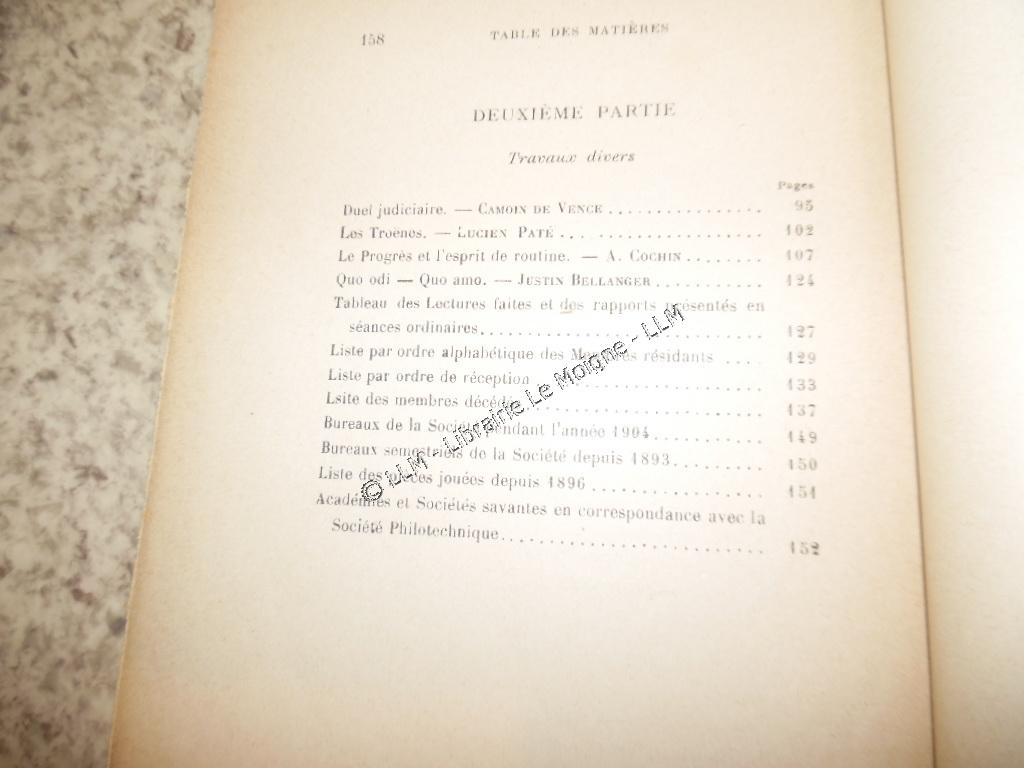 158 TABLE DES MATIÈRES
DEUXIÈME PARTIE
Travaux divers
Pages
Duel judiciaire. — CAMOIN DE VENCE ................ 95
Les Troènes. — LUCIEN PATÉ .................... 102
Le Progrès et l'esprit de routine. — A. COCHIN ........ 107
Quo odi — Quo amo. — JUSTIN BELLANGER ........... 124
Tableau des Lectures faites et des rapports présentés en
séances ordinaires............................. 127
Liste par ordre alphabétique des Membres résidants .... 129
Liste par ordre de réception ...................... 133
Lsite des membres décédés ...................... 137
Bureaux de la Société pendant l'année 1904............ 149
Bureaux semestriels de la Société depuis 1893.......... 150
Liste des pièces jouées depuis 1896 .................. 151
Académies et Sociétés savantes en correspondance avec la
Société Philotechnique........................... 152
© LLM - Librairie Le Moigne - LLM